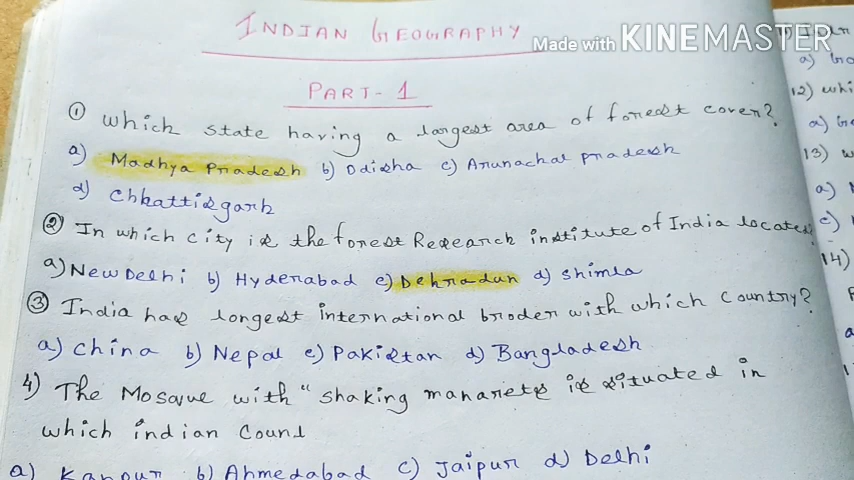 INDIAN GEOGRAPHY
Made with KINEMASTER
PART-1
① which state having a largest area of forest cover?
a) Madhya Pradesh b) Odisha c) Arunachal pradesh
d) Chhattisgarh
② In which city is the forest Research institute of India located
a) New Delhi b) Hyderabad c) Dehradun d) Shimla
③ India has longest international broder with which Country?
a) China b) Nepal c) Pakistan d) Bangladesh
4) The Mosque with "shaking manarets is situated in
which indian Count
a) Kanpur b) Ahmedabad c) Jaipur d) Delhi
a)
12) whi
a)
13) w
a)
c)
14)